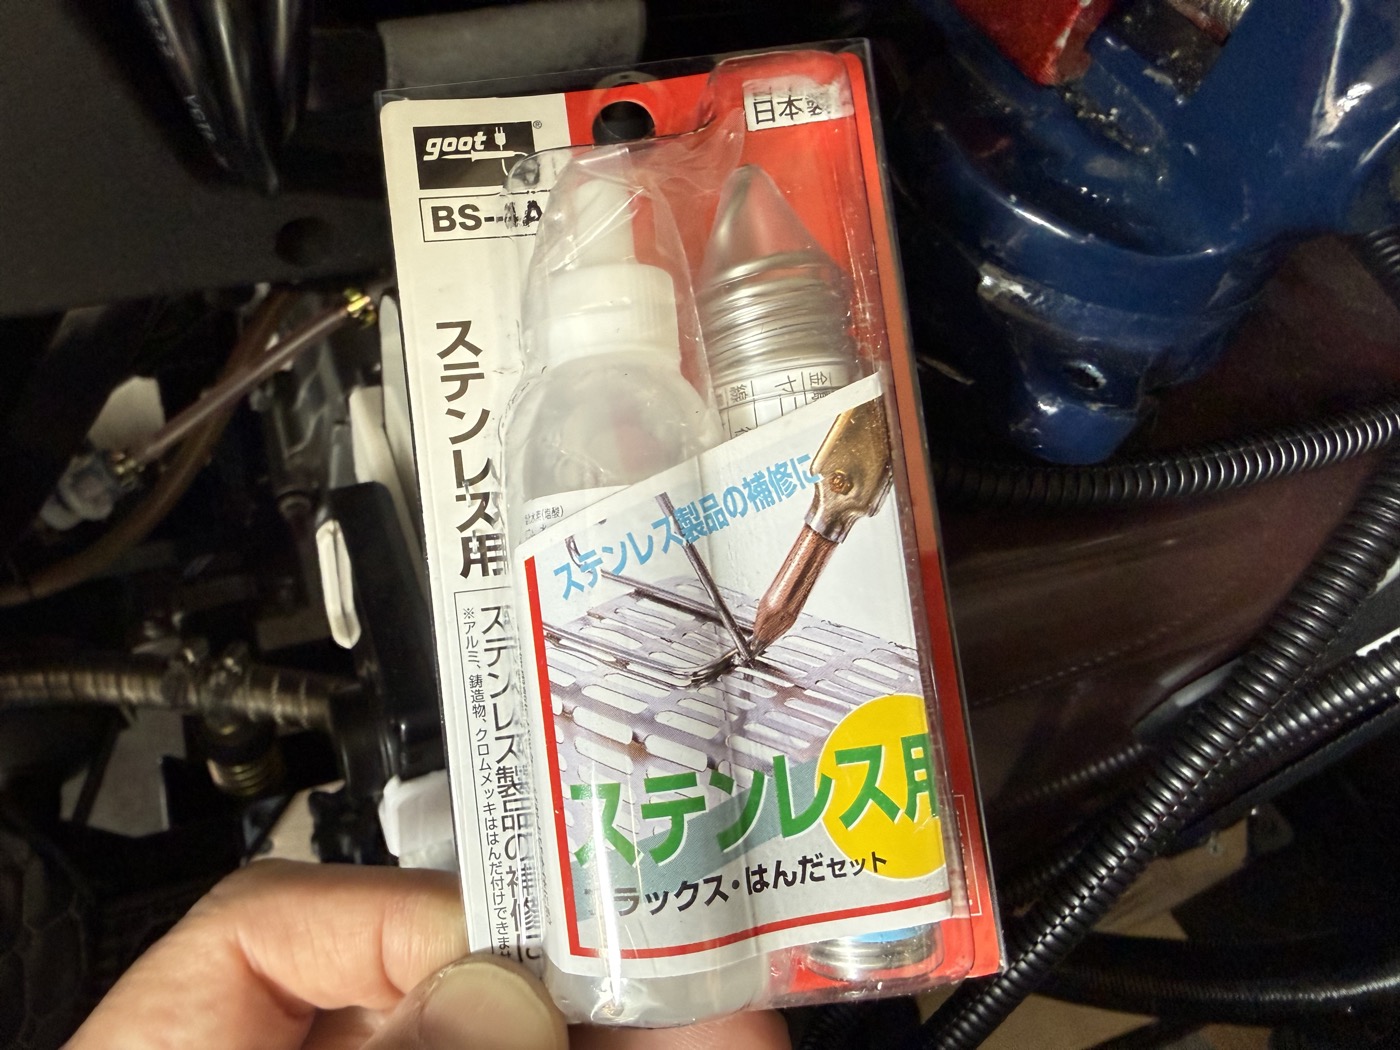 goot
®
日本製
BS-4A
ステンレス用
ステンレス製品の補修に
※アルミ、鋳造物、クロムメッキははんだ付けできませ
ステンレス製品の補修に
ステンレス用
フラックス・はんだセット